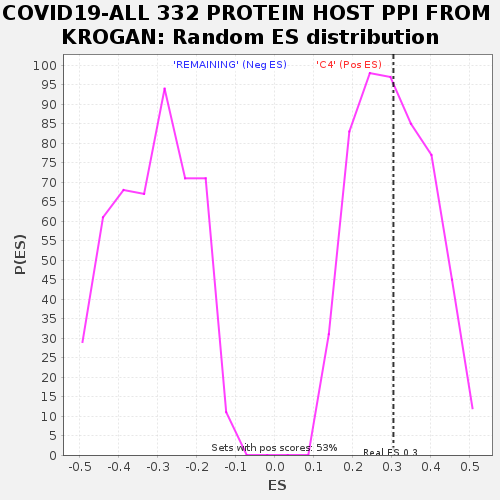 COVID19-ALL 332 PROTEIN HOST PPI FROM
KROGAN: Random ES distribution
'REMAINING' (Neg ES) 'C4' (Pos ES)
100
95
90
85
80
75
70
65
60
55
50
45
40
35
30
25
20
15
10
5
0
P(ES)
Sets with pos scores: 53%
Real ES 0.3
-0.5 -0.4 -0.3 -0.2 -0.1 0.0 0.1 0.2 0.3 0.4 0.5
ES